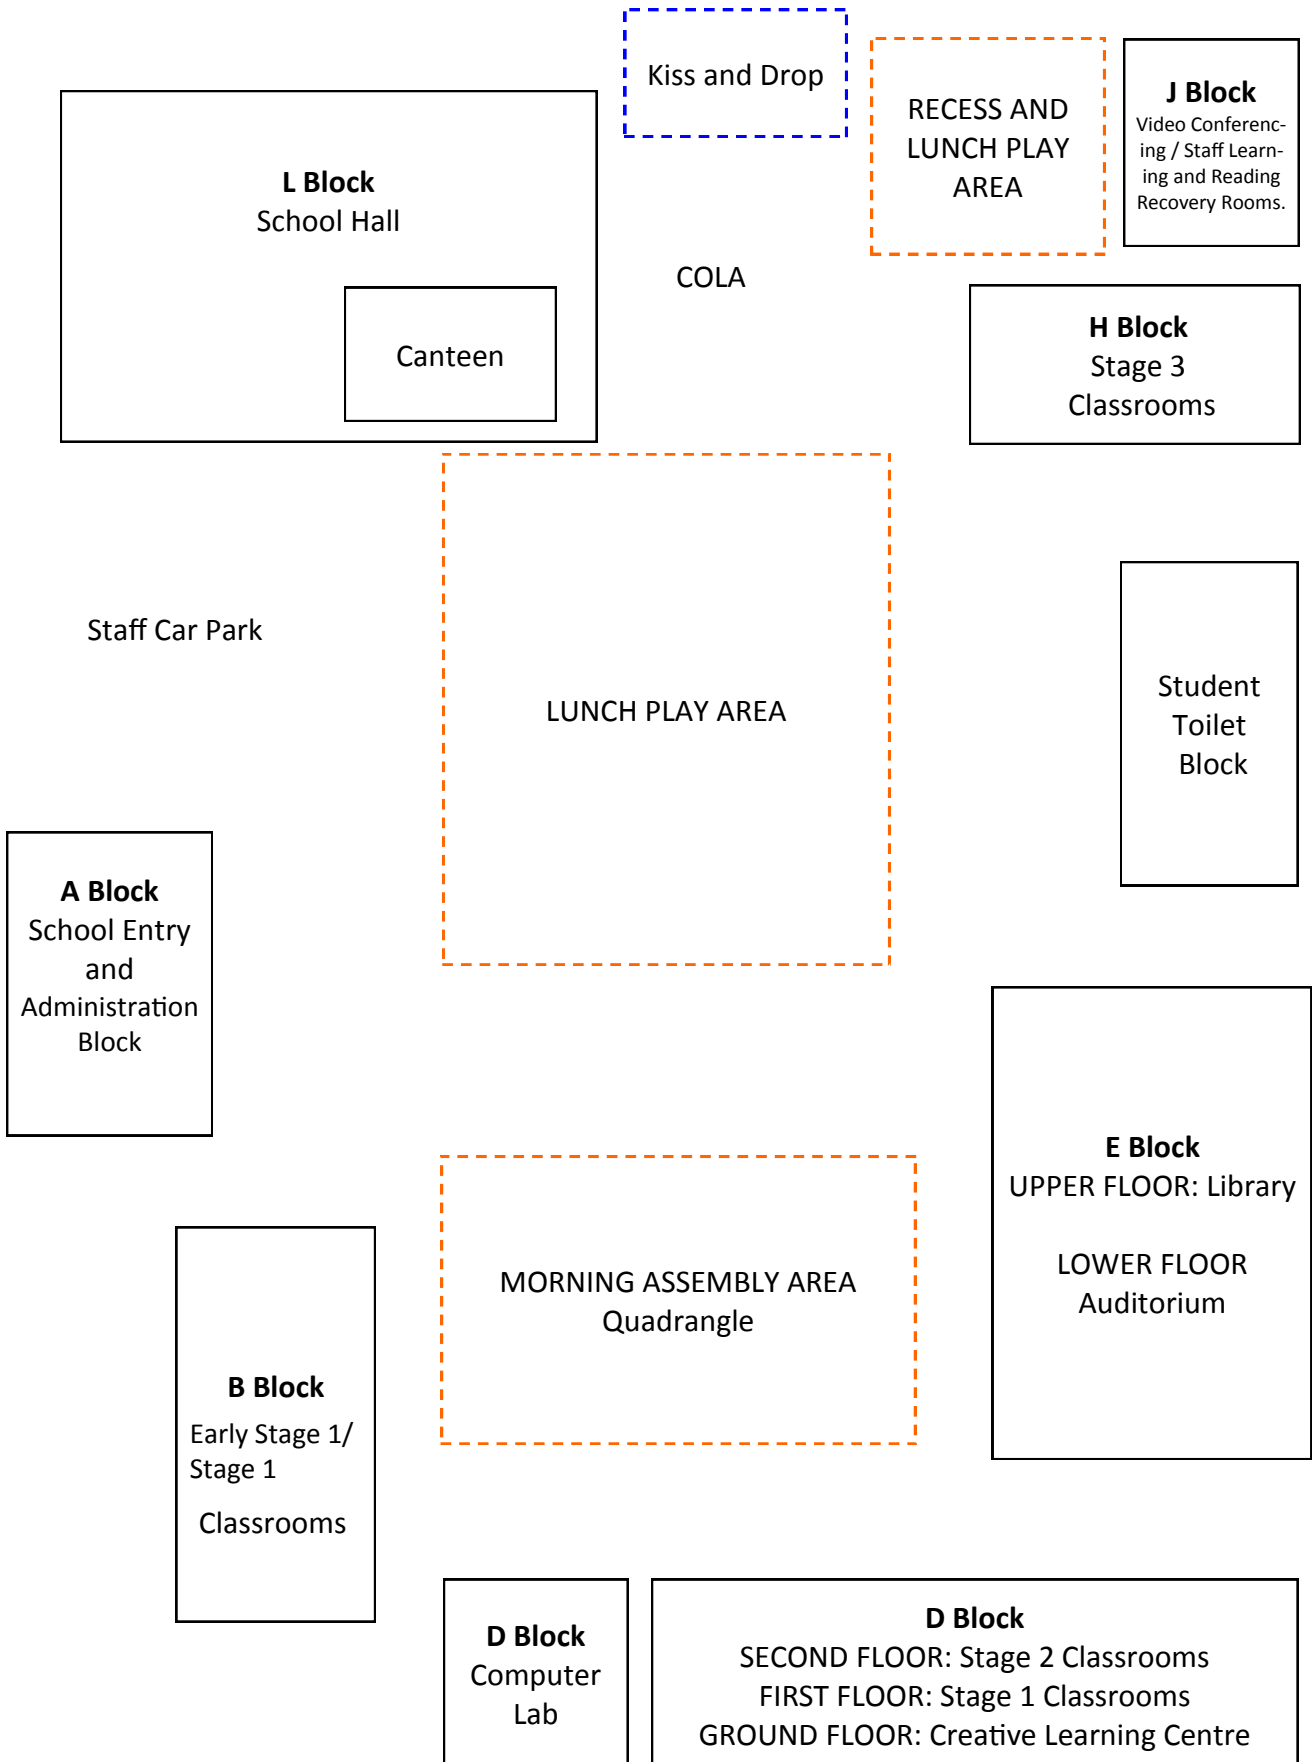 Kiss and Drop
RECESS AND
LUNCH PLAY
AREA
J Block
Video Conferenc-
ing / Staff Learn-
ing and Reading
Recovery Rooms.
L Block
School Hall
COLA
Canteen
H Block
Stage 3
Classrooms
Staff Car Park
LUNCH PLAY AREA
Student
Toilet
Block
A Block
School Entry
and
Administration
Block
E Block
UPPER FLOOR: Library
LOWER FLOOR
Auditorium
MORNING ASSEMBLY AREA
Quadrangle
B Block
Early Stage 1/
Stage 1
Classrooms
D Block
Computer
Lab
D Block
SECOND FLOOR: Stage 2 Classrooms
FIRST FLOOR: Stage 1 Classrooms
GROUND FLOOR: Creative Learning Centre